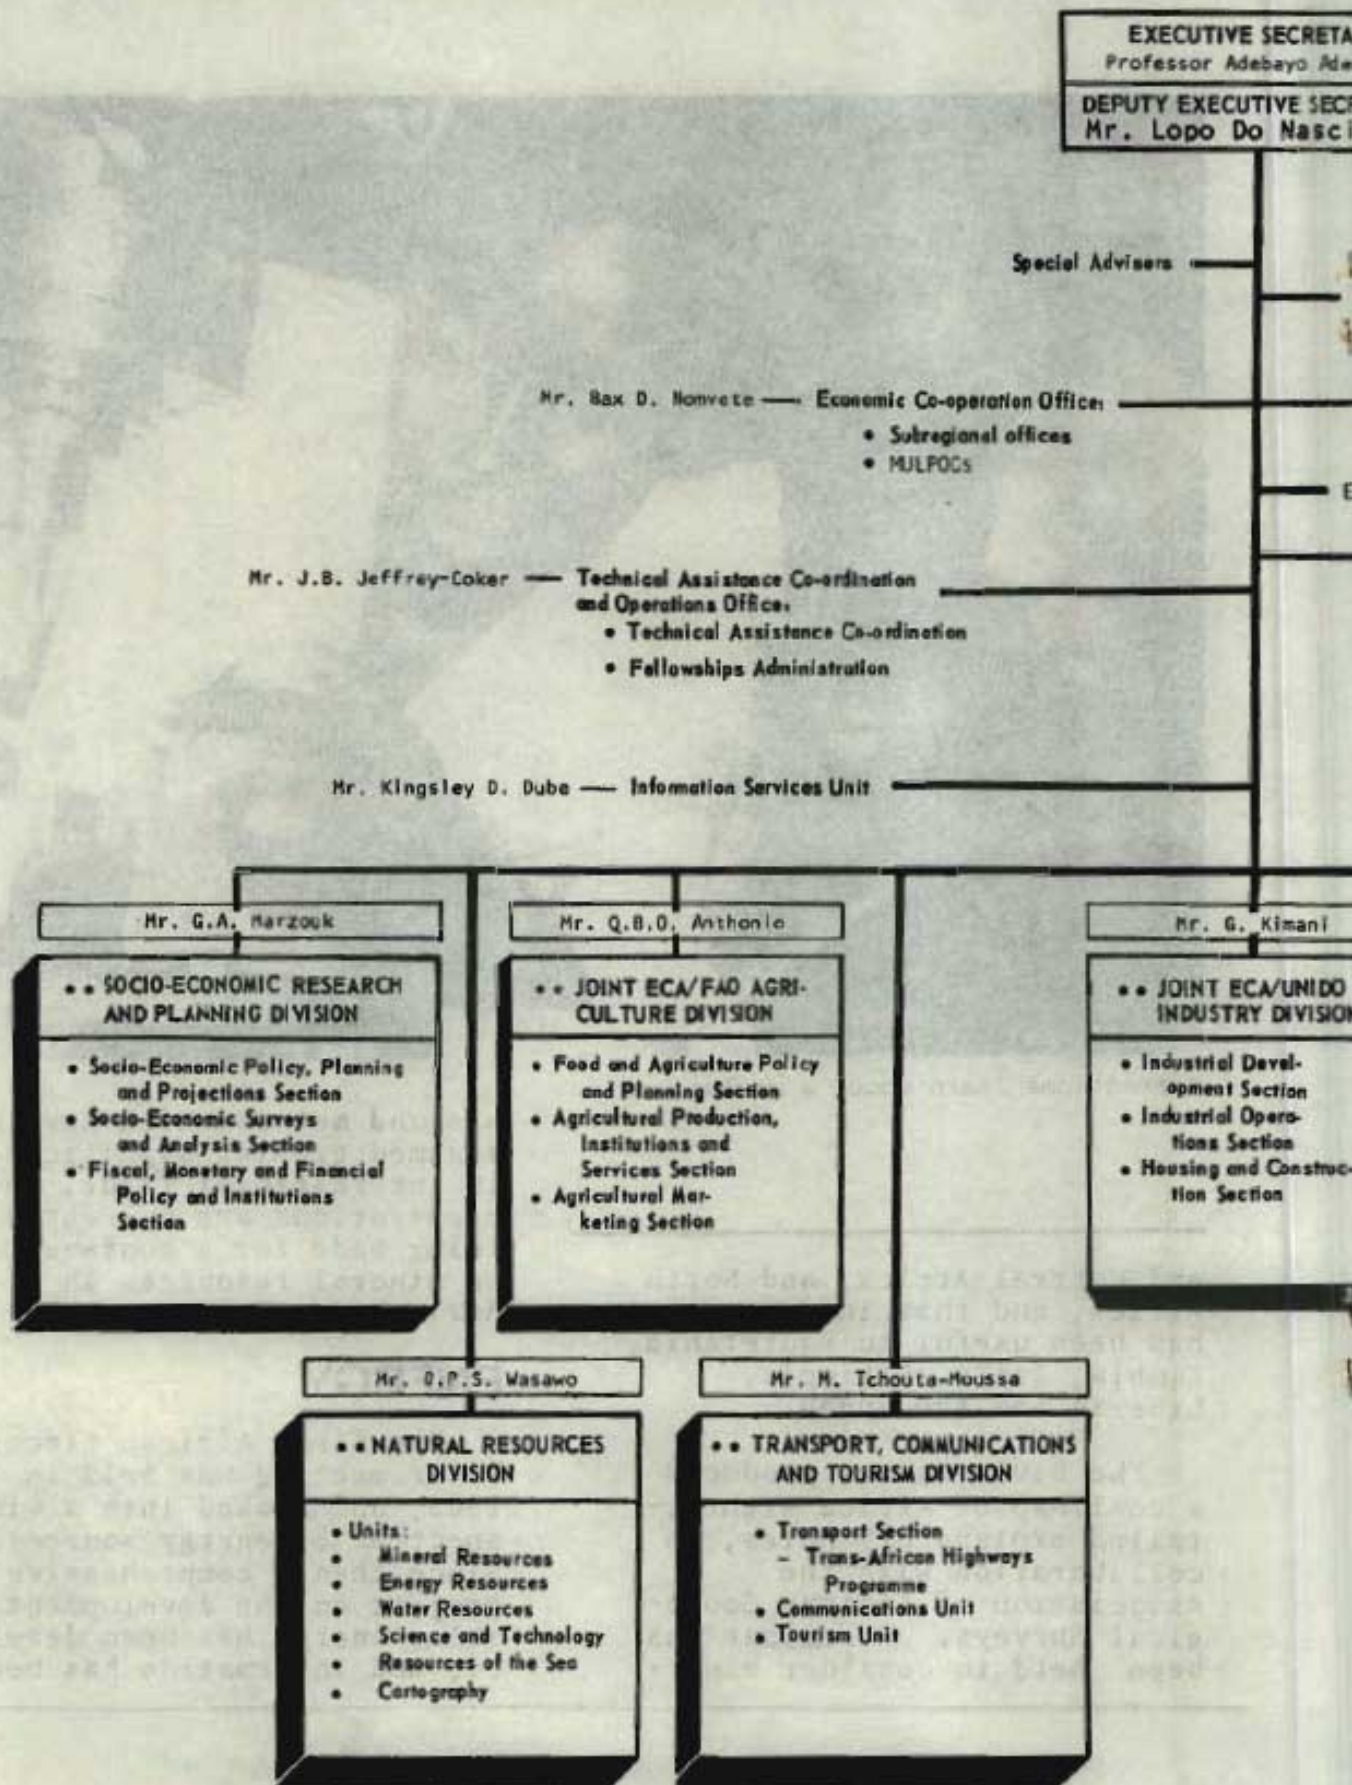 EXECUTIVE SECRETA
Professor Adebayo Ade
DEPUTY EXECUTIVE SECR
Mr. Lopo Do Nasci
Special Advisers
Mr. Bax D. Nomvete — Economic Co-operation Office:
• Subregional offices
• MULPOCs
E
Mr. J.B. Jeffrey-Coker — Technical Assistance Co-ordination
and Operations Office:
• Technical Assistance Co-ordination
• Fellowships Administration
Mr. Kingsley D. Dube — Information Services Unit
Mr. G.A. Marzouk
•• SOCIO-ECONOMIC RESEARCH
AND PLANNING DIVISION
• Socio-Economic Policy, Planning
and Projections Section
• Socio-Economic Surveys
and Analysis Section
• Fiscal, Monetary and Financial
Policy and Institutions
Section
Mr. Q.B.O. Anthonio
•• JOINT ECA/FAO AGRI-
CULTURE DIVISION
• Food and Agriculture Policy
and Planning Section
• Agricultural Production,
Institutions and
Services Section
• Agricultural Mar-
keting Section
Mr. G. Kimani
•• JOINT ECA/UNIDO
INDUSTRY DIVISION
• Industrial Devel-
opment Section
• Industrial Opera-
tions Section
• Housing and Construc-
tion Section
Mr. D.P.S. Wasawo
•• NATURAL RESOURCES
DIVISION
• Units:
• Mineral Resources
• Energy Resources
• Water Resources
• Science and Technology
• Resources of the Sea
• Cartography
Mr. M. Tchouta-Moussa
•• TRANSPORT, COMMUNICATIONS
AND TOURISM DIVISION
• Transport Section
– Trans-African Highways
Programme
• Communications Unit
• Tourism Unit